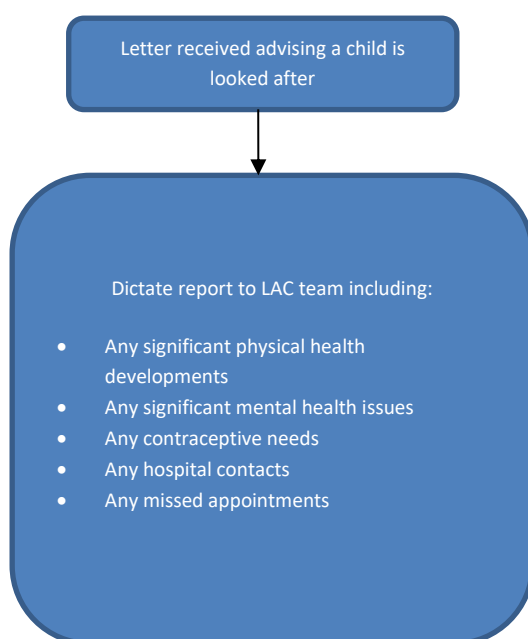 Letter received advising a child is
looked after
Dictate report to LAC team including:
• Any significant physical health
developments
• Any significant mental health issues
• Any contraceptive needs
• Any hospital contacts
• Any missed appointments